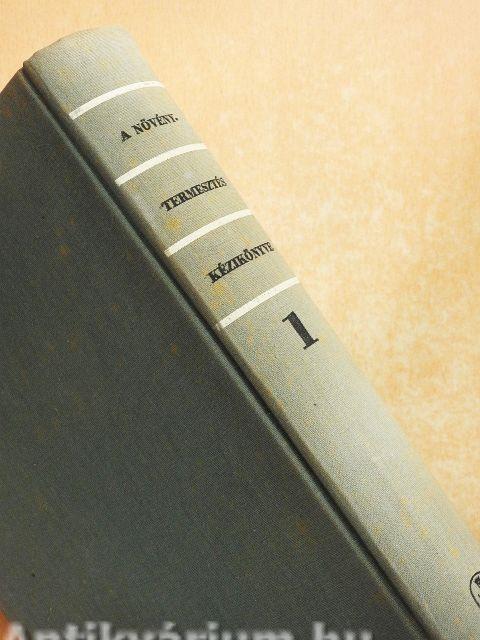 A NÖVÉNY-
TERMESZTÉS
KÉZIKÖNYVE
1
Antikvárium.hu